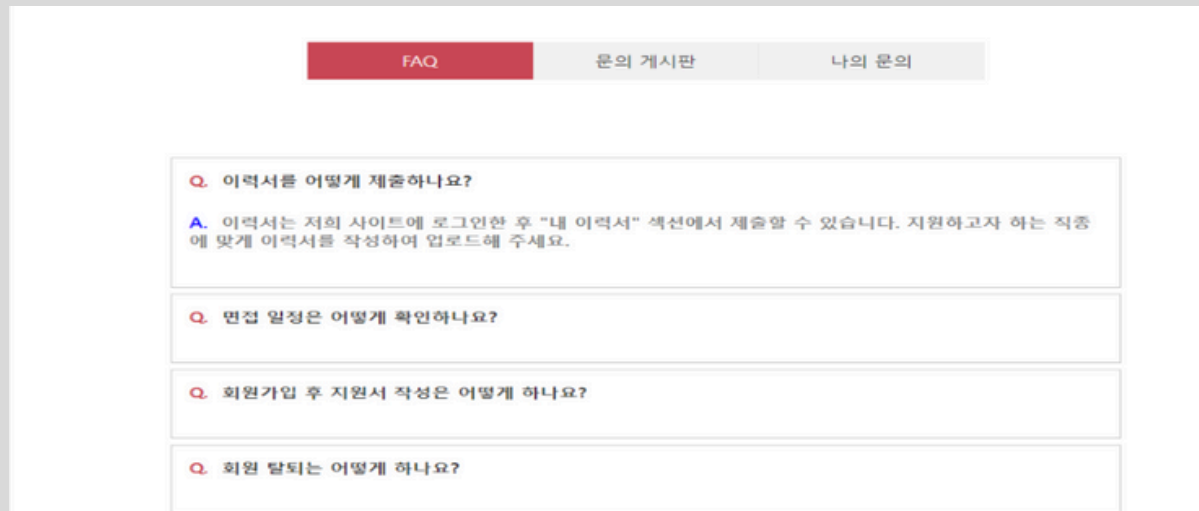 FAQ 문의 게시판 나의 문의
Q. 이력서를 어떻게 제출하나요?
A. 이력서는 저희 사이트에 로그인한 후 "내 이력서" 섹션에서 제출할 수 있습니다. 지원하고자 하는 직종
에 맞게 이력서를 작성하여 업로드해 주세요.
Q. 면접 일정은 어떻게 확인하나요?
Q. 회원가입 후 지원서 작성은 어떻게 하나요?
Q. 회원 탈퇴는 어떻게 하나요?